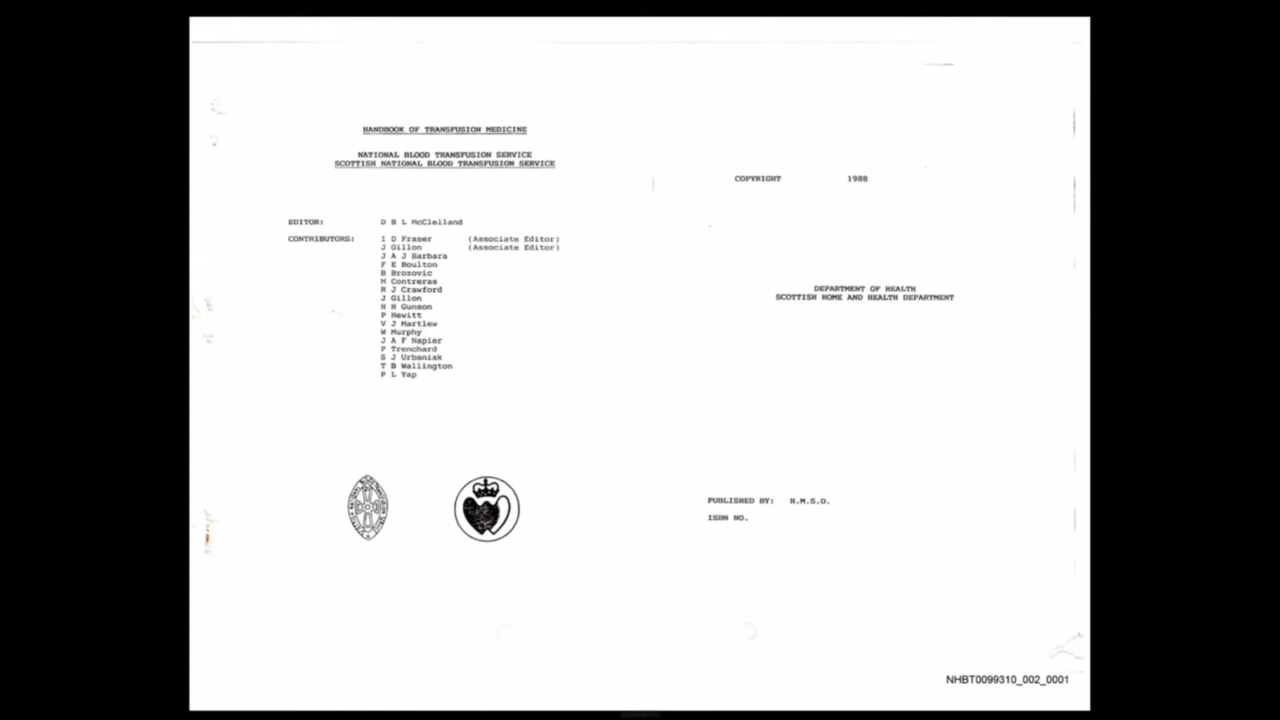 HANDBOOK OF TRANSFUSION MEDICINE
NATIONAL BLOOD TRANSFUSION SERVICE
SCOTTISH NATIONAL BLOOD TRANSFUSION SERVICE
EDITOR: D B L McClelland
CONTRIBUTORS: I D Fraser (Associate Editor)
J Gillon (Associate Editor)
J A J Barbara
F E Boulton
B Brozovic
M Contreras
R J Crawford
J Gillon
H H Gunson
P Hewitt
V J Martlew
W Murphy
J A F Napier
P Trenchard
S J Urbaniak
T B Wallington
P L Yap
COPYRIGHT 1988
DEPARTMENT OF HEALTH
SCOTTISH HOME AND HEALTH DEPARTMENT
PUBLISHED BY: H.M.S.O.
ISBN NO.
NHBT0099310_002_0001